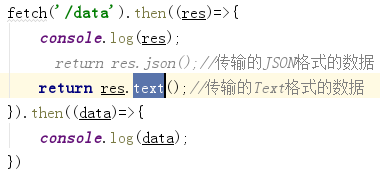 fetch('/data').then((res)=>{
console.log(res);
return res.json();//传输的JSON格式的数据
return res.text();//传输的Text格式的数据
}).then((data)=>{
console.log(data);
})